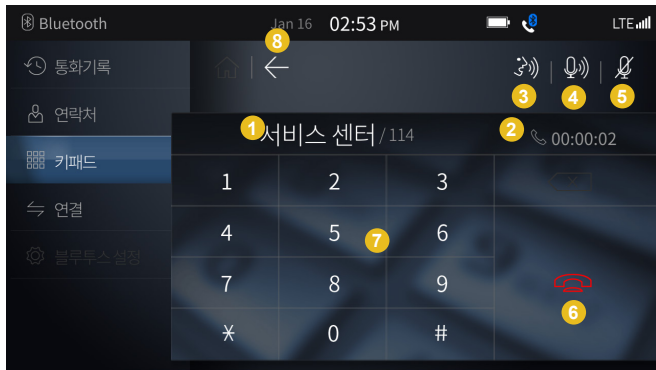 Bluetooth
Jan 16 02:53 PM
LTE
8
통화기록
3 4 5
연락처
1 서비스 센터 / 114
2 00:00:02
키패드
1 2 3
연결
4 5 6
7
블루투스 설정
7 8 9
6
* 0 #